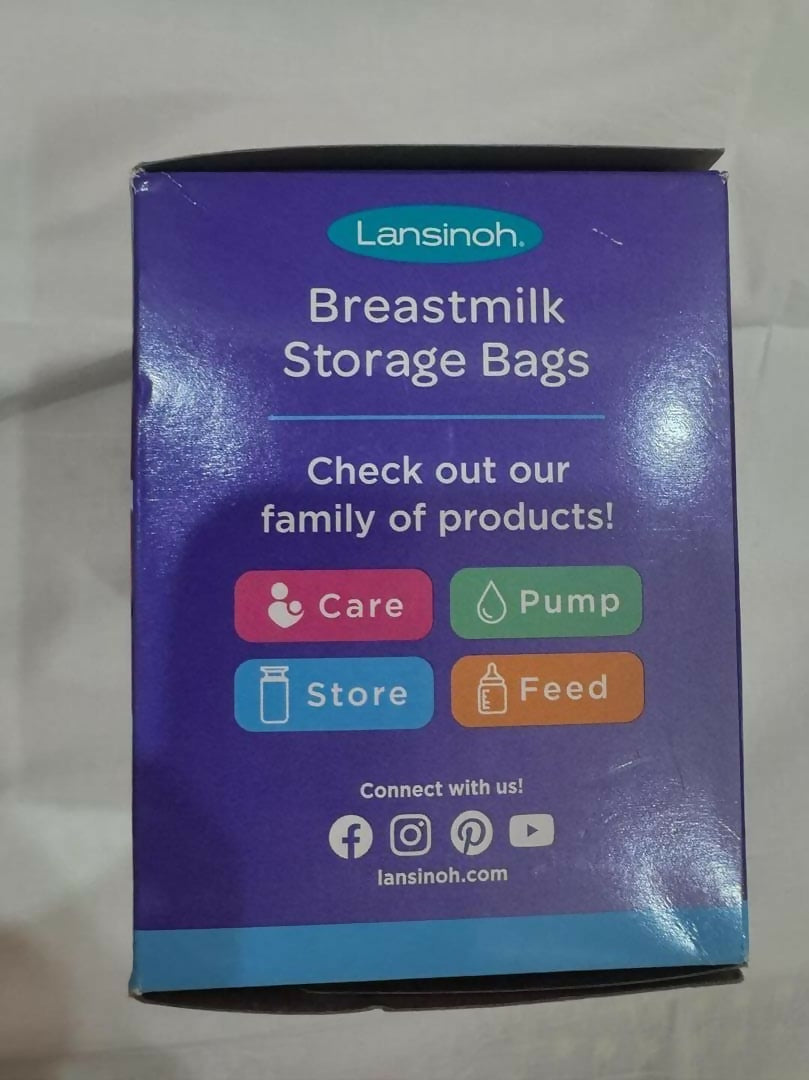 Lansinoh®
Breastmilk
Storage Bags
Check out our
family of products!
Care
Pump
Store
Feed
Connect with us!
lansinoh.com